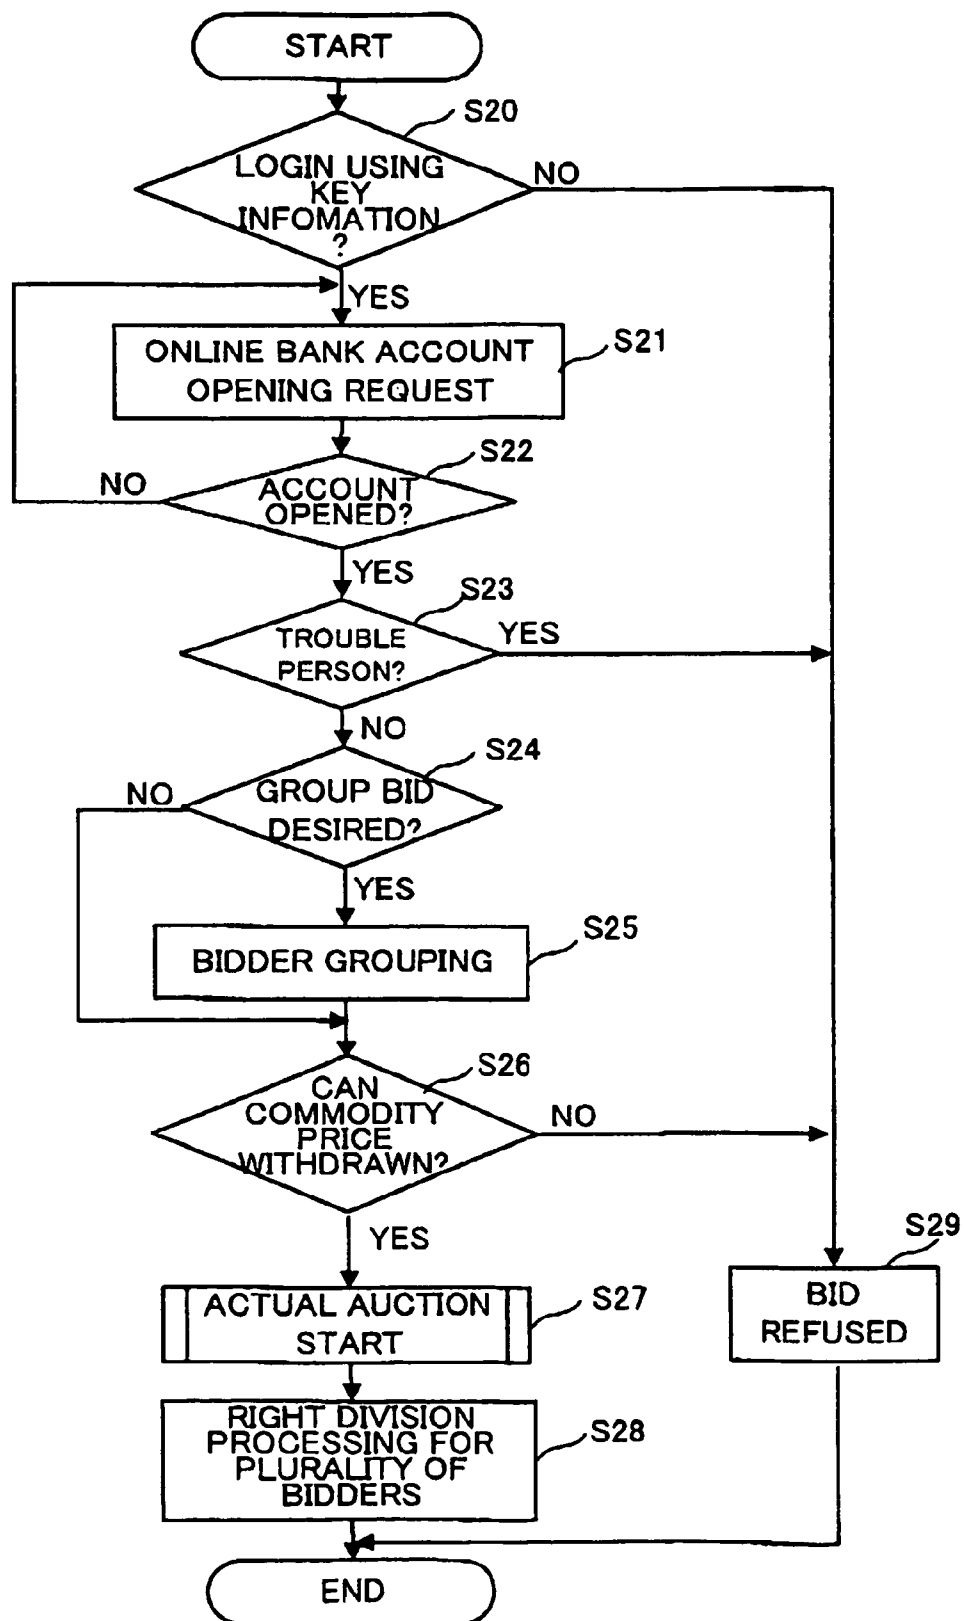 START
S20
LOGIN USING
KEY
INFOMATION
?
NO
YES
ONLINE BANK ACCOUNT
OPENING REQUEST
S21
S22
ACCOUNT
OPENED?
NO
YES
S23
TROUBLE
PERSON?
YES
NO
S24
GROUP BID
DESIRED?
NO
YES
S25
BIDDER GROUPING
S26
CAN
COMMODITY
PRICE
WITHDRAWN?
NO
YES
S27
ACTUAL AUCTION
START
S29
BID
REFUSED
RIGHT DIVISION
PROCESSING FOR
PLURALITY OF
BIDDERS
S28
END